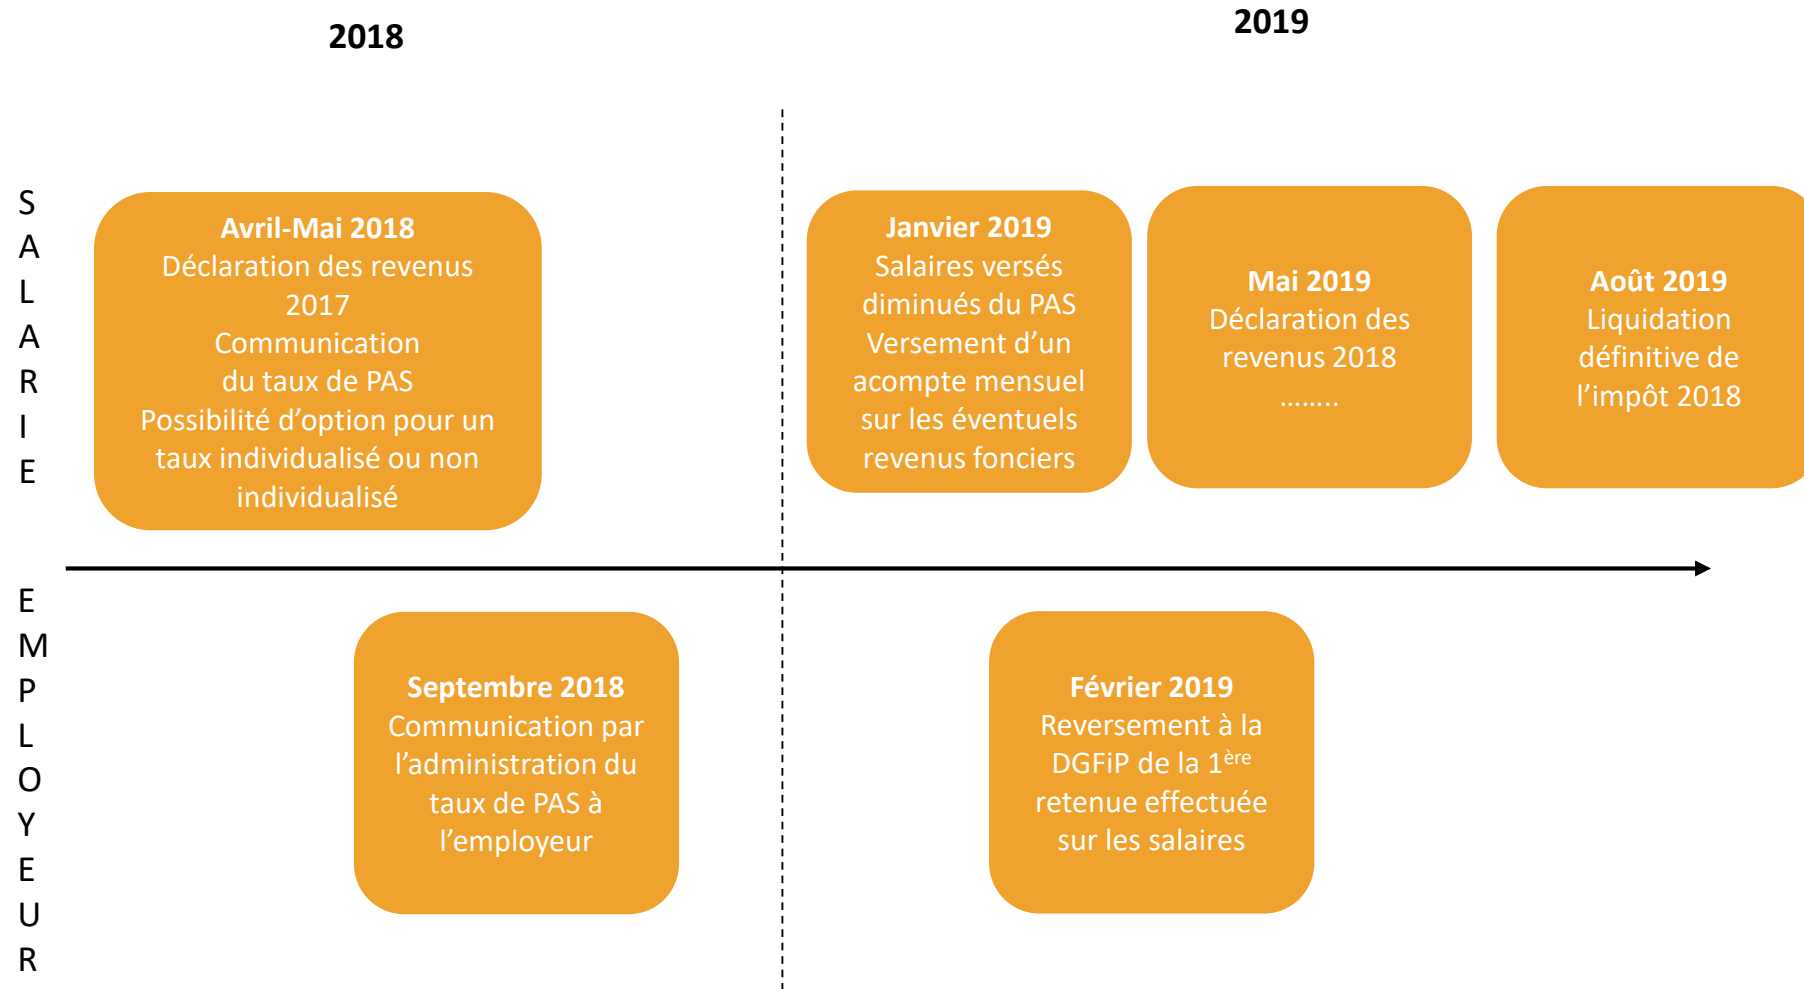 2018
2019
SALARIE
Avril-Mai 2018
Déclaration des revenus
2017
Communication
du taux de PAS
Possibilité d’option pour un
taux individualisé ou non
individualisé
Janvier 2019
Salaires versés
diminués du PAS
Versement d’un
acompte mensuel
sur les éventuels
revenus fonciers
Mai 2019
Déclaration des
revenus 2018
……..
Août 2019
Liquidation
définitive de
l’impôt 2018
EMPLOYEUR
Septembre 2018
Communication par
l’administration du
taux de PAS à
l’employeur
Février 2019
Reversement à la
DGFiP de la 1ère
retenue effectuée
sur les salaires